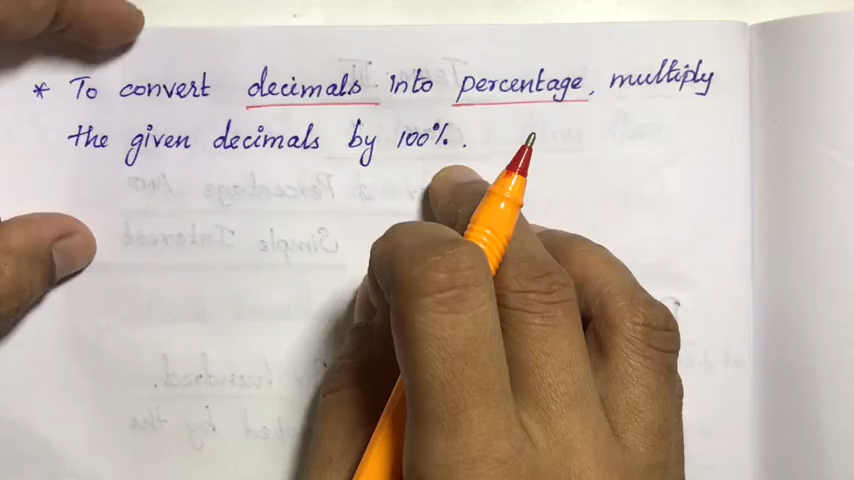 * To convert decimals into percentage, multiply
the given decimals by 100%.